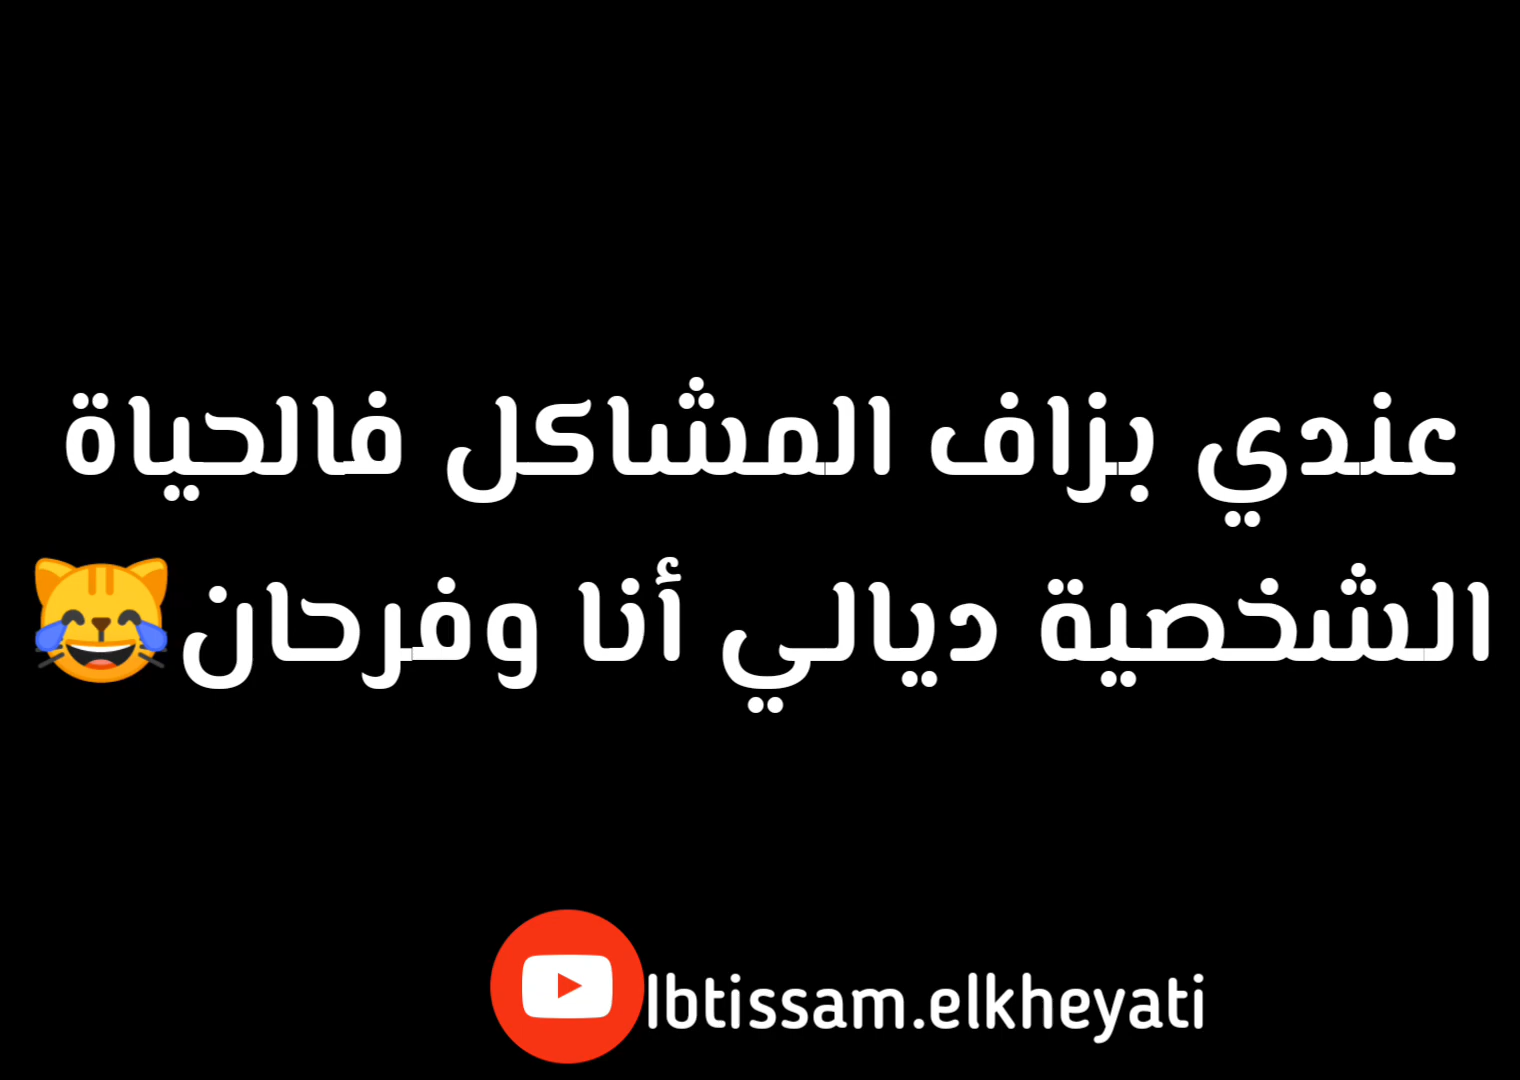 عندي بزاف المشاكل فالحياة
الشخصية ديالي أنا وفرحان😹
Ibtissam.elkheyati